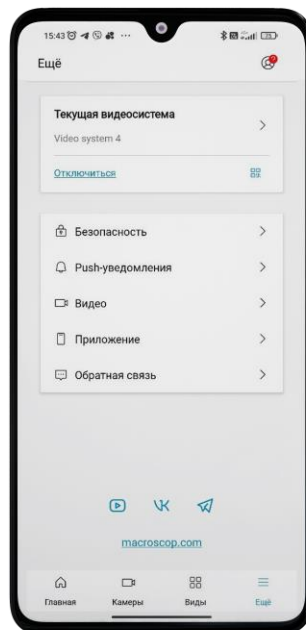 15:43
Ещё
Текущая видеосистема
Video system 4
Отключиться
Безопасность
Push-уведомления
Видео
Приложение
Обратная связь
macroscop.com
Главная Камеры Виды Ещё